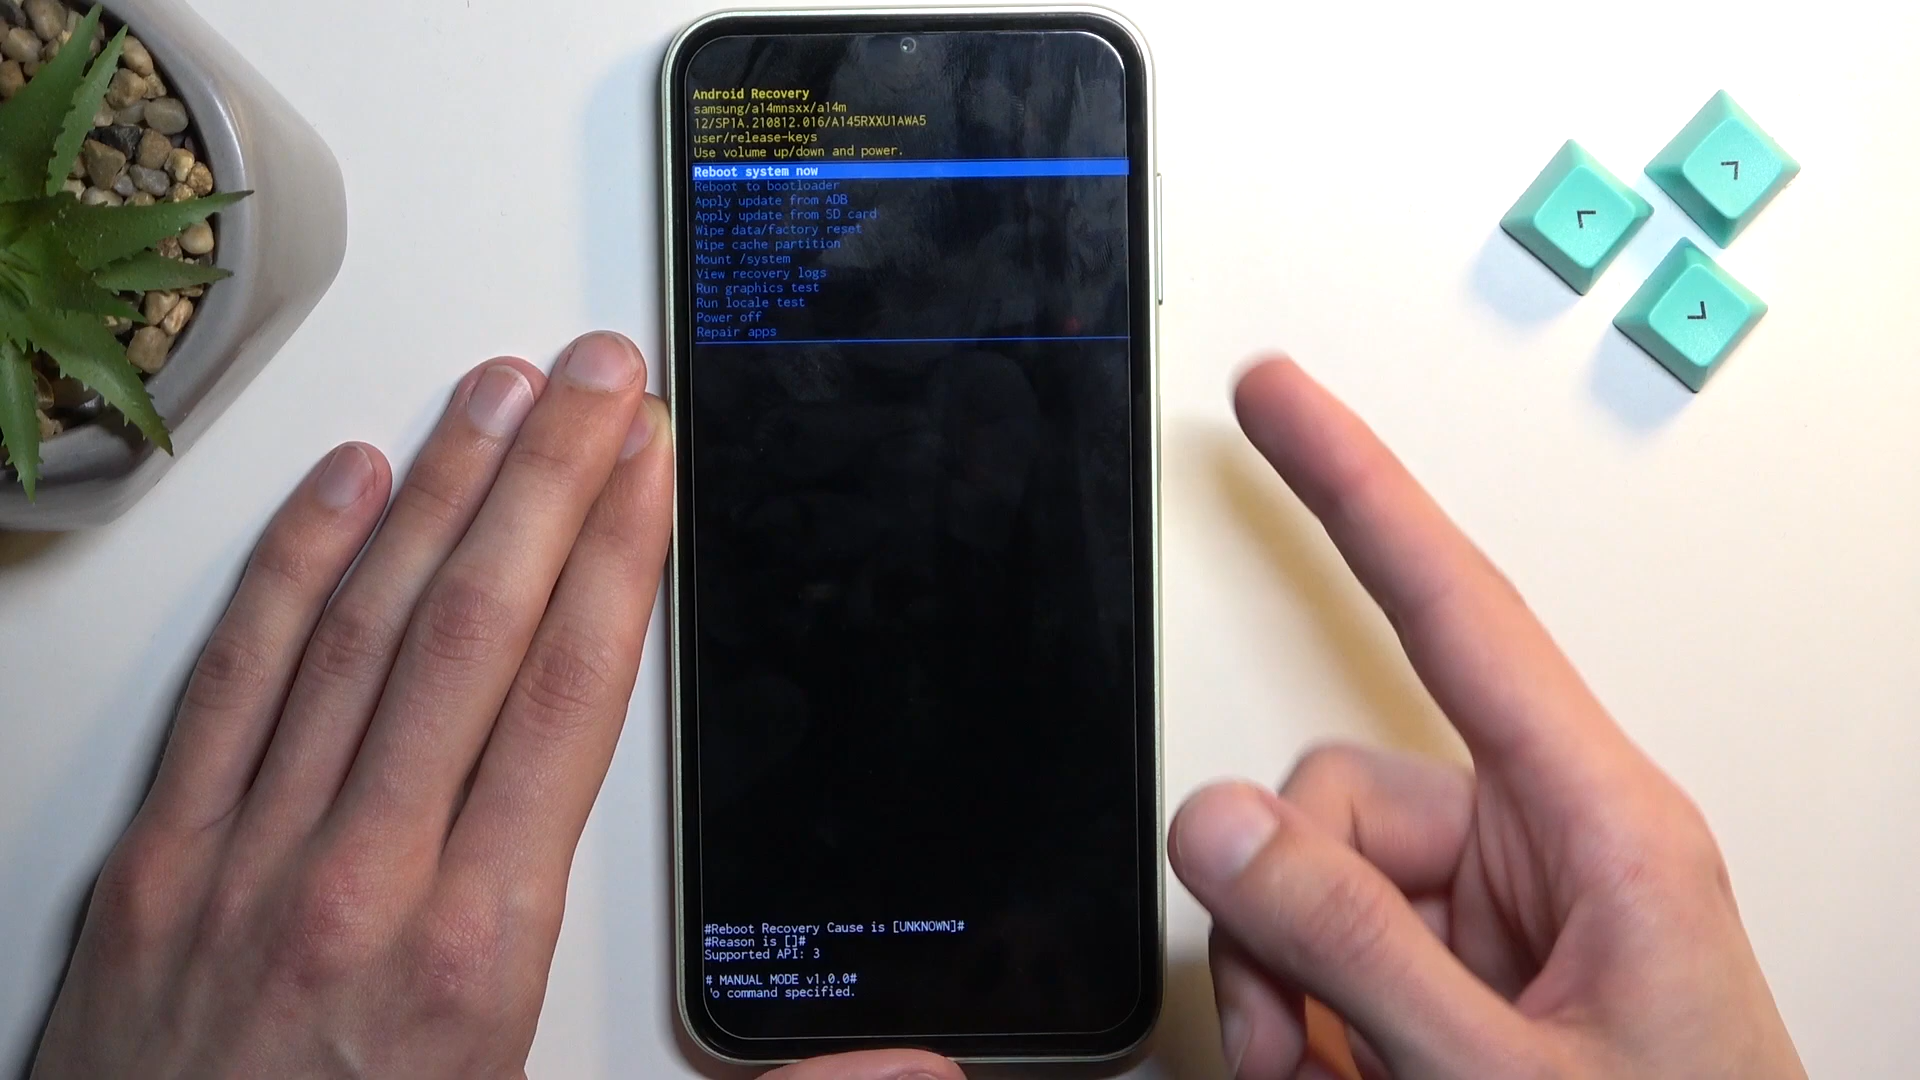 Android Recovery
samsung/a14mnsxx/a14m
12/SP1A.210812.016/A145RXXU1AWA5
user/release-keys
Use volume up/down and power.
Reboot system now
Reboot to bootloader
Apply update from ADB
Apply update from SD card
Wipe data/factory reset
Wipe cache partition
Mount /system
View recovery logs
Run graphics test
Run locale test
Power off
Repair apps
#Reboot Recovery Cause is [UNKNOWN]#
#Reason is []#
Supported API: 3
# MANUAL MODE v1.0.0#
'o command specified.